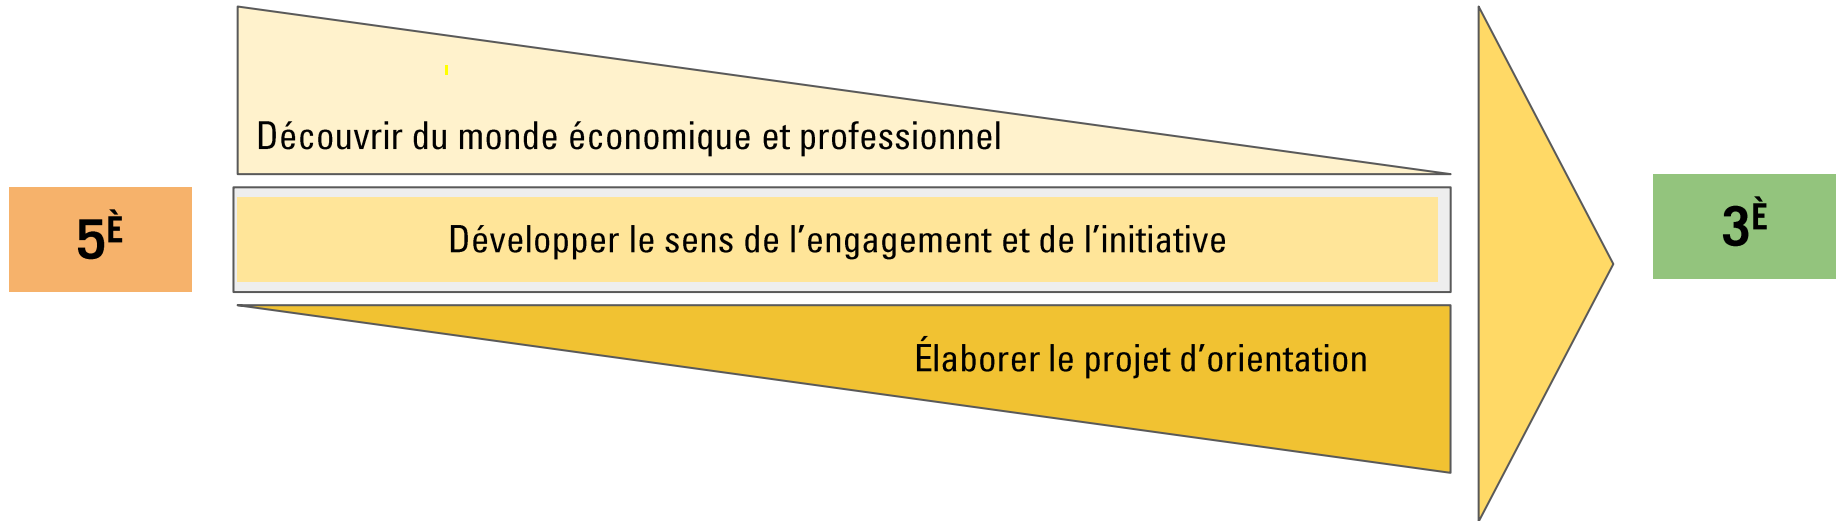 Découvrir du monde économique et professionnel
5È
Développer le sens de l’engagement et de l’initiative
3È
Élaborer le projet d’orientation